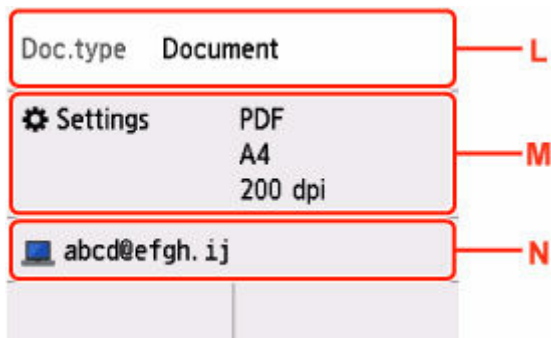 Doc.type Document L
Settings PDF
A4 M
200 dpi
abcd@efgh.ij N